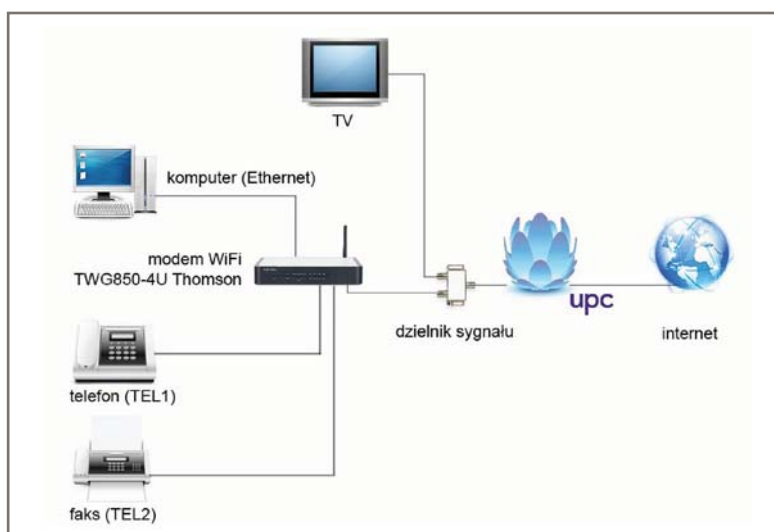 TV
komputer (Ethernet)
modem WiFi
TWG850-4U Thomson
upc
dzielnik sygnału
internet
telefon (TEL1)
faks (TEL2)